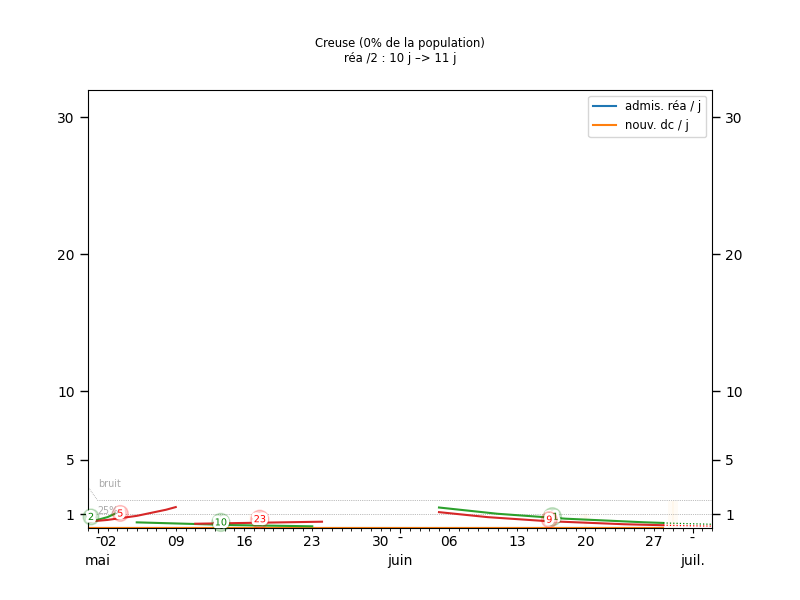 Creuse (0% de la population)
réa /2 : 10 j –> 11 j
admis. réa / j
nouv. dc / j
30 30
20 20
10 10
5 5
1 1
bruit
25%
2 5 10 23 9
02 09 16 23 30 - 06 13 20 27 -
mai juin juil.